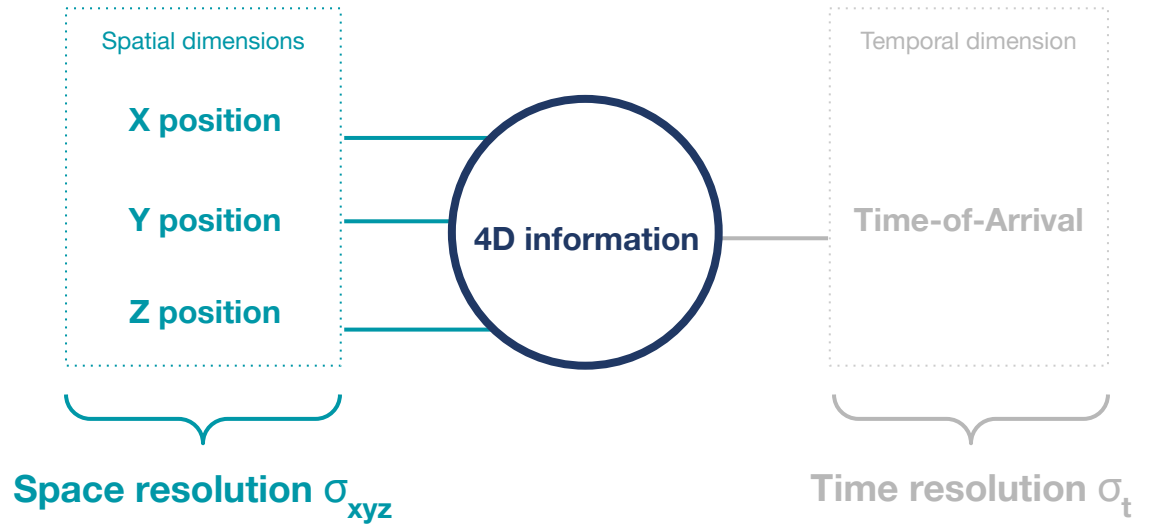 Spatial dimensions
X position
Y position
Z position
Space resolution σxyz
4D information
Temporal dimension
Time-of-Arrival
Time resolution σt